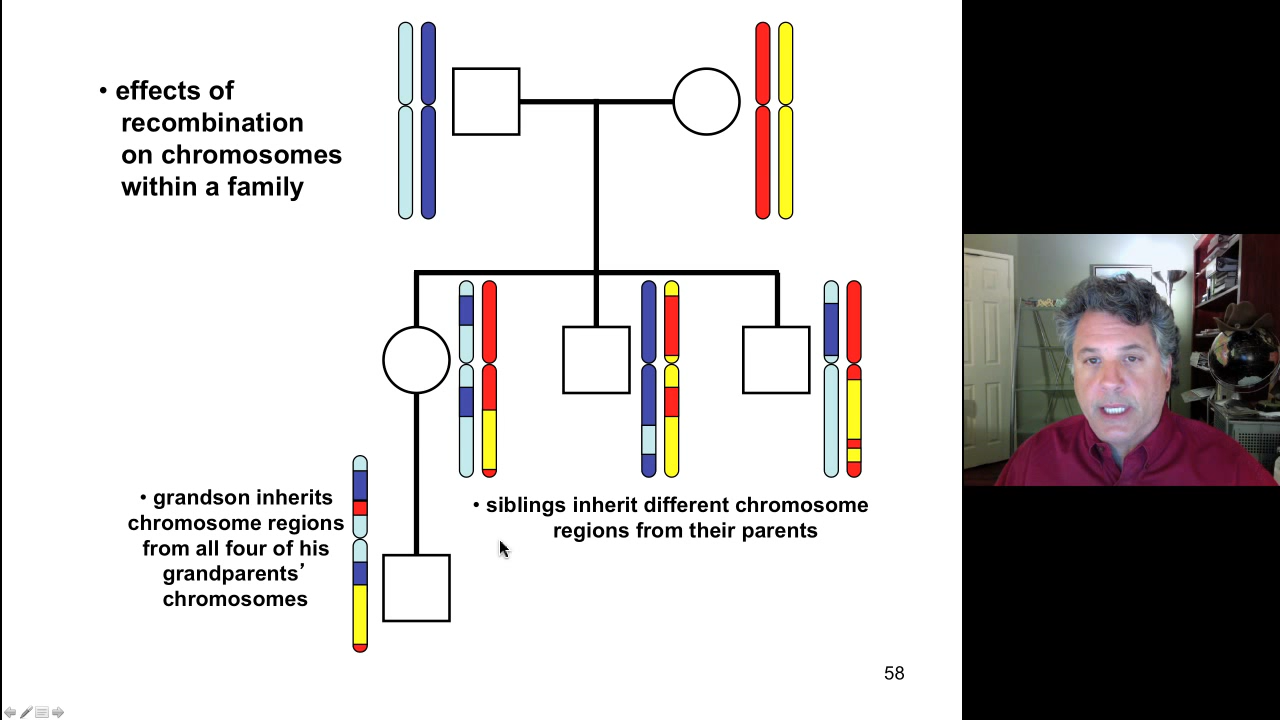 • effects of
recombination
on chromosomes
within a family
• grandson inherits
chromosome regions
from all four of his
grandparents’
chromosomes
• siblings inherit different chromosome
regions from their parents
58